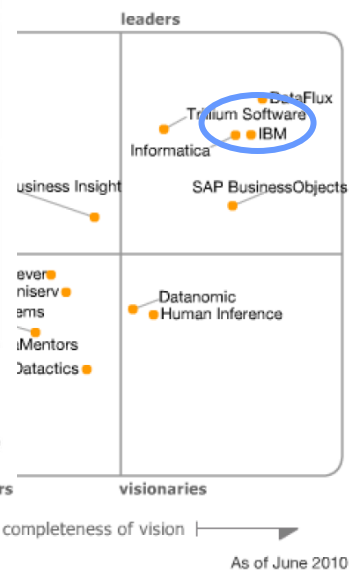 leaders
DataFlux
Trillium Software
IBM
Informatica
usiness Insight
SAP BusinessObjects
ever
niserv
Datanomic
ems
Human Inference
Mentors
Datactics
rs
visionaries
completeness of vision
As of June 2010